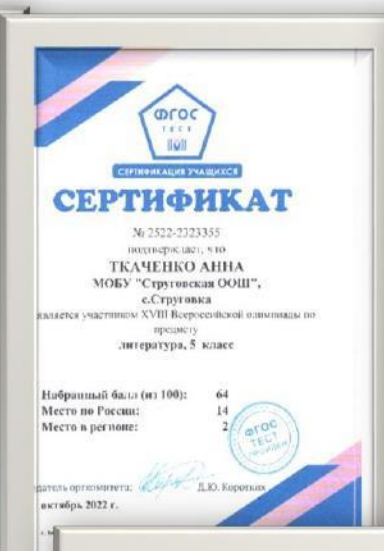 ФГОС
ТЕСТ
СЕРТИФИКАЦИЯ УЧАЩИХСЯ
СЕРТИФИКАТ
№ 2522-2323355
подтверждает, что
ТКАЧЕНКО АННА
МОБУ "Струговская ООШ",
с.Струговка
является участником XVIII Всероссийской олимпиады по
предмету
литература, 5 класс
Набранный балл (из 100): 64
Место по России: 14
Место в регионе: 2
ФГОС
ТЕСТ
оргкомитета: Д.Ю. Коротких
октябрь 2022 г.